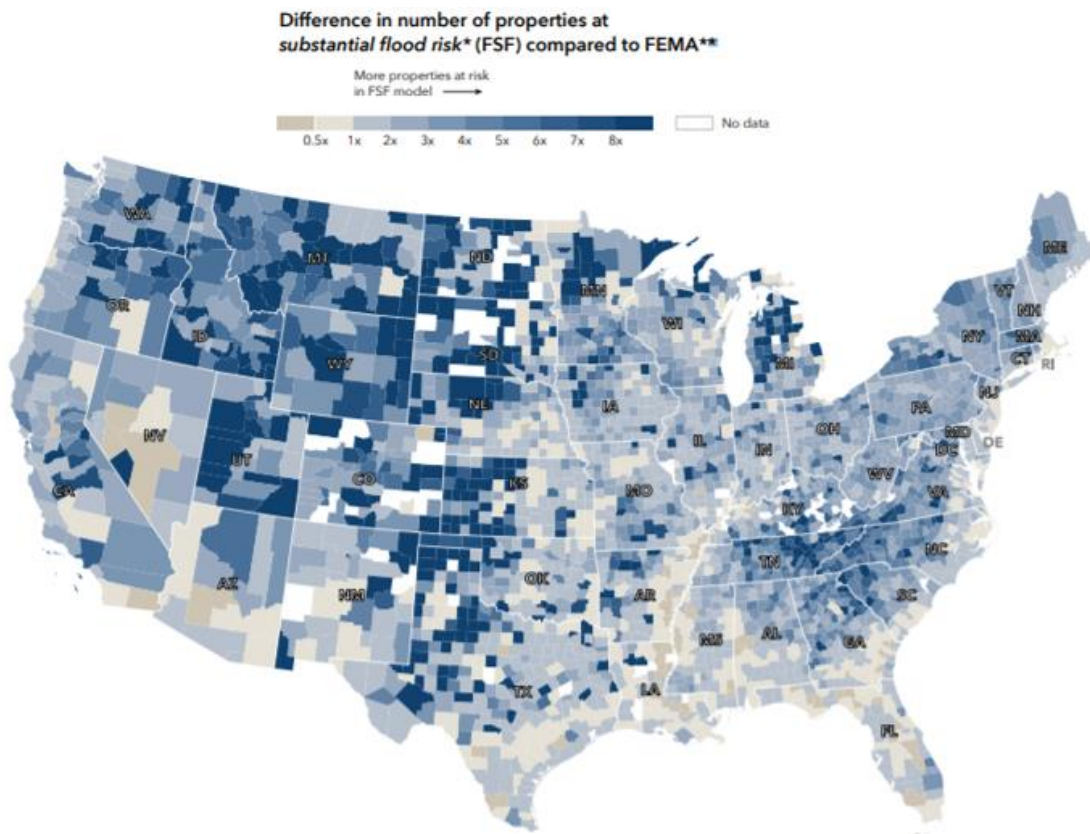 Difference in number of properties at
substantial flood risk* (FSF) compared to FEMA**
More properties at risk
in FSF model →
No data
0.5x 1x 2x 3x 4x 5x 6x 7x 8x
WA
MT
ND
MN
ME
VT
NH
OR
ID
WY
SD
WI
MI
NY
MA
CT
RI
NE
IA
PA
NJ
NV
UT
CO
KS
MO
IL
IN
OH
MD
DE
DC
WV
VA
KY
CA
AZ
NM
OK
AR
TN
NC
SC
MS
AL
GA
TX
LA
FL